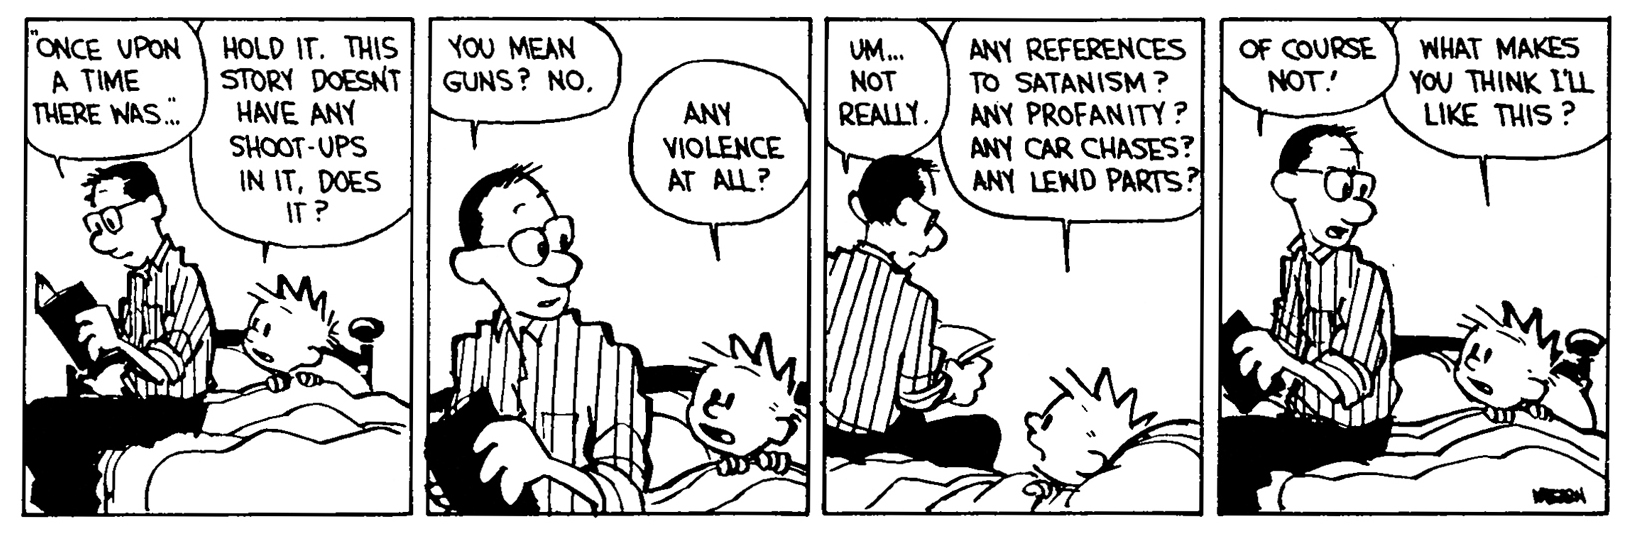 "ONCE UPON
A TIME
THERE WAS..."
HOLD IT. THIS
STORY DOESN'T
HAVE ANY
SHOOT-UPS
IN IT, DOES
IT?
YOU MEAN
GUNS? NO.
ANY
VIOLENCE
AT ALL?
UM...
NOT
REALLY.
ANY REFERENCES
TO SATANISM?
ANY PROFANITY?
ANY CAR CHASES?
ANY LEWD PARTS?
OF COURSE
NOT!
WHAT MAKES
YOU THINK I'LL
LIKE THIS?